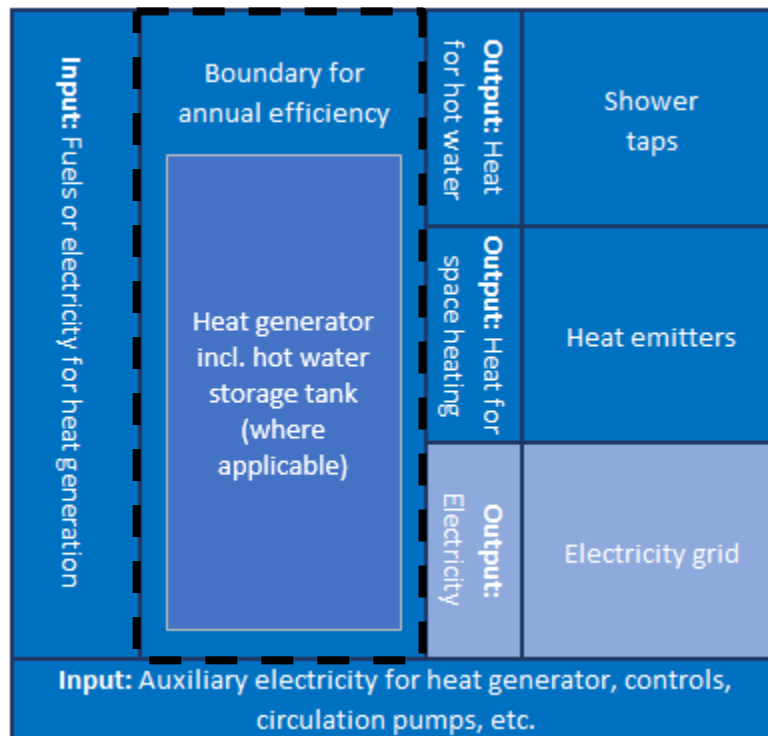 Input: Fuels or electricity for heat generation
Boundary for
annual efficiency
Heat generator
incl. hot water
storage tank
(where
applicable)
Output: Heat
for hot water
Shower
taps
Output: Heat for
space heating
Heat emitters
Output:
Electricity
Electricity grid
Input: Auxiliary electricity for heat generator, controls,
circulation pumps, etc.